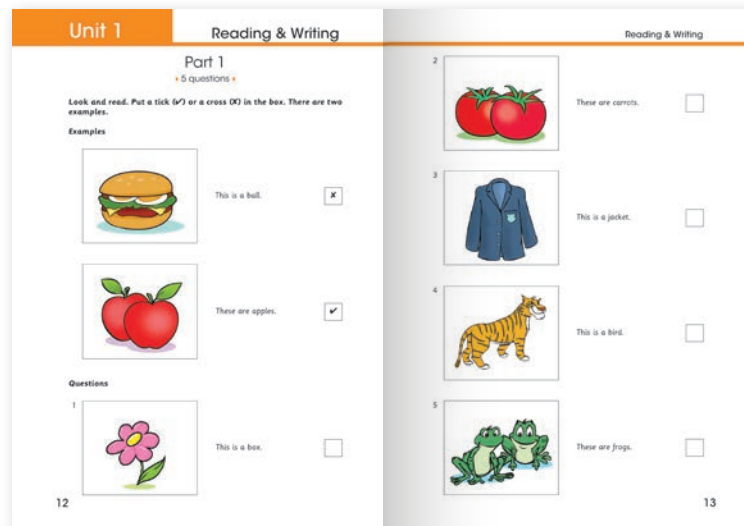 Unit 1
Reading & Writing
Part 1
5 questions
Look and read. Put a tick (✔) or a cross (✘) in the box. There are two
examples.
Examples
This is a ball.
✘
These are apples.
✔
Questions
1
This is a box.
12
Reading & Writing
2
These are carrots.
3
This is a jacket.
4
This is a bird.
5
These are frogs.
13